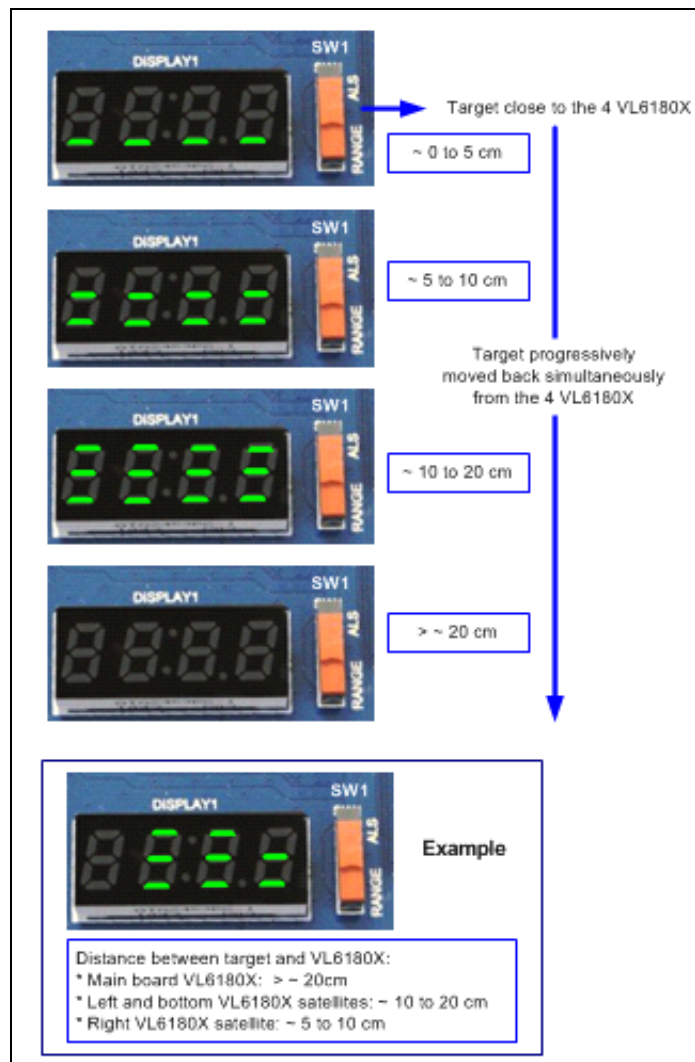 SW1
DISPLAY1
ALS
RANGE
Target close to the 4 VL6180X
~ 0 to 5 cm
SW1
DISPLAY1
ALS
RANGE
~ 5 to 10 cm
Target progressively
moved back simultaneously
from the 4 VL6180X
SW1
DISPLAY1
ALS
RANGE
~ 10 to 20 cm
SW1
DISPLAY1
ALS
RANGE
> ~ 20 cm
SW1
DISPLAY1
ALS
RANGE
Example
Distance between target and VL6180X:
* Main board VL6180X: > ~ 20cm
* Left and bottom VL6180X satellites: ~ 10 to 20 cm
* Right VL6180X satellite: ~ 5 to 10 cm